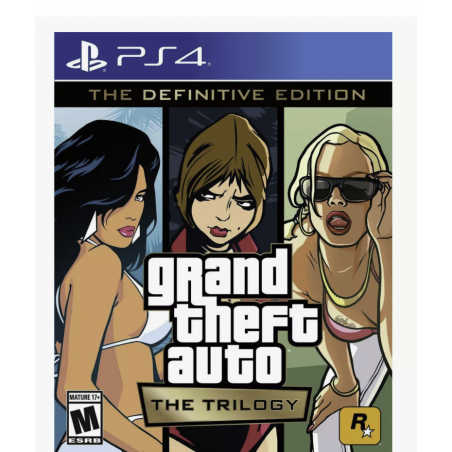 PS4
THE DEFINITIVE EDITION
grand
theft
auto
THE TRILOGY
MATURE 17+
M
ESRB
R